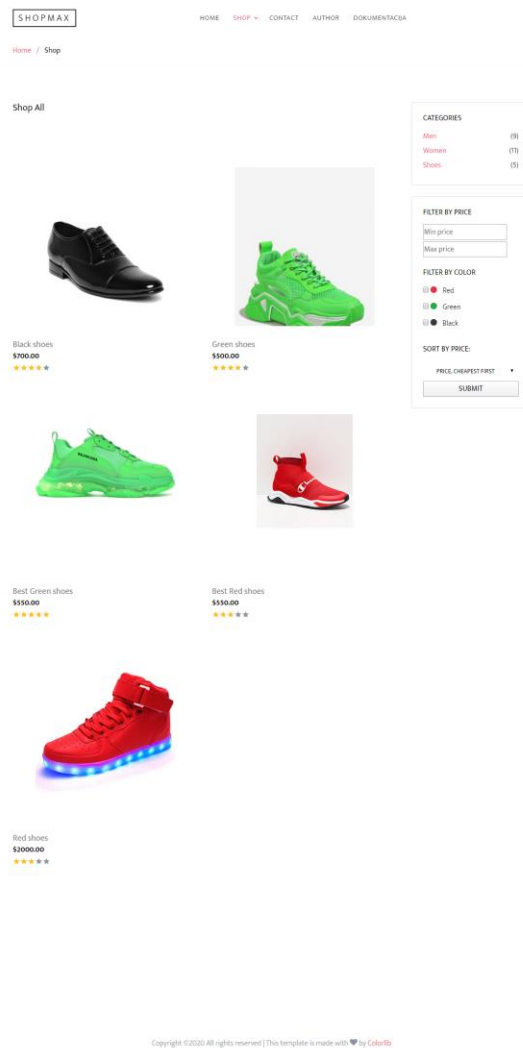 SHOPMAX
HOME SHOP CONTACT AUTHOR DOKUMENTACIJA
Home / Shop
Shop All
Black shoes
$700.00
Green shoes
$500.00
Best Green shoes
$550.00
Best Red shoes
$550.00
Red shoes
$2000.00
CATEGORIES
Men (9)
Women (11)
Shoes (5)
FILTER BY PRICE
Min price
Max price
FILTER BY COLOR
Red
Green
Black
SORT BY PRICE:
PRICE, CHEAPEST FIRST
SUBMIT
Copyright ©2020 All rights reserved | This template is made with by Colorlib